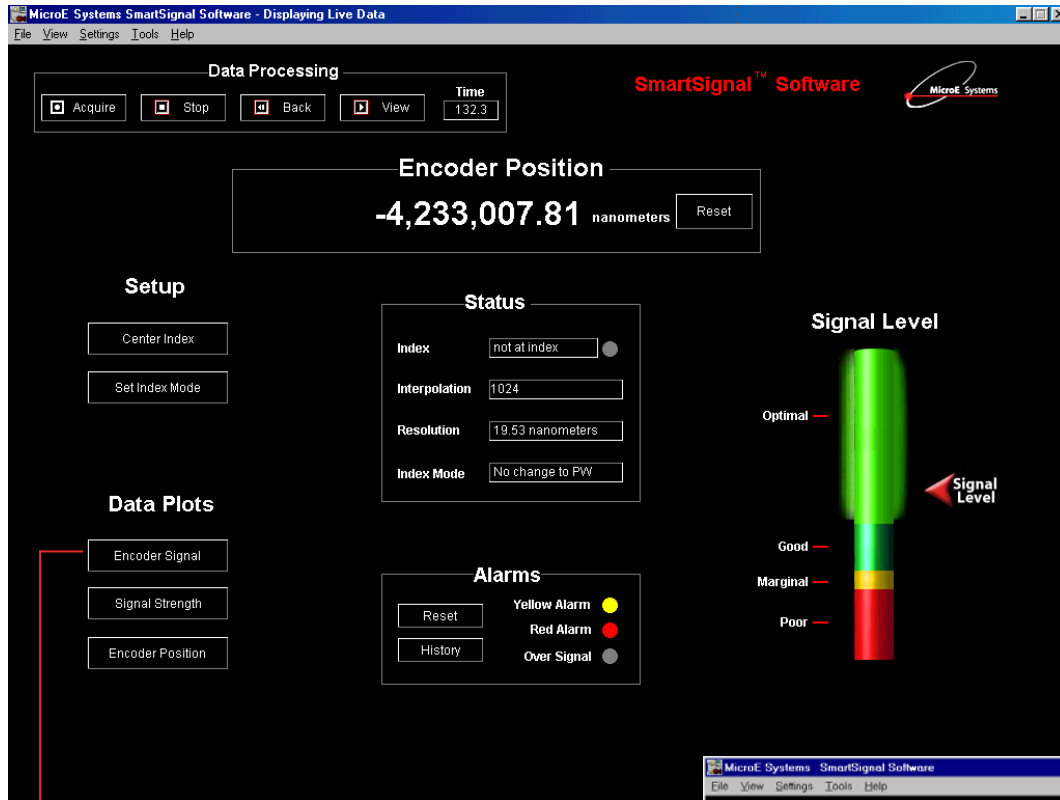 MicroE Systems SmartSignal Software - Displaying Live Data
File View Settings Tools Help
Data Processing
Acquire Stop Back View
Time
132.3
SmartSignal™ Software
MicroE Systems
Encoder Position
-4,233,007.81 nanometers Reset
Setup
Center Index
Set Index Mode
Data Plots
Encoder Signal
Signal Strength
Encoder Position
Status
Index not at index
Interpolation 1024
Resolution 19.53 nanometers
Index Mode No change to PW
Alarms
Reset
History
Yellow Alarm
Red Alarm
Over Signal
Signal Level
Optimal
Good
Marginal
Poor
Signal
Level
MicroE Systems SmartSignal Software
File View Settings Tools Help